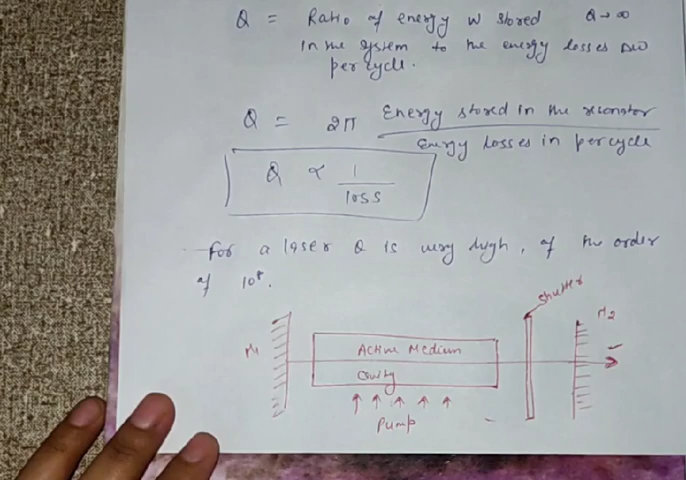 Q = Ratio of energy W stored Q → ∞
in the system to the energy losses ΔW
per cycle.
Q = 2π Energy stored in the resonator
Energy losses in per cycle
Q ∝ 1
loss
For a laser Q is very high, of the order
of 10⁸.
Shutter
M1 M2
Active Medium
cavity
Pump